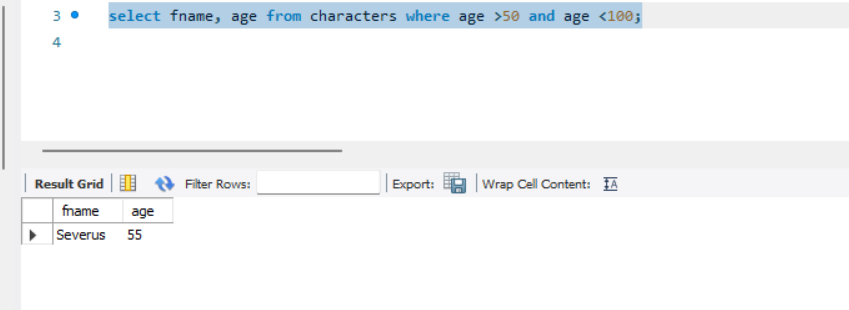 3 select fname, age from characters where age >50 and age <100;
4
Result Grid Filter Rows: Export: Wrap Cell Content: IA
fname age
Severus 55